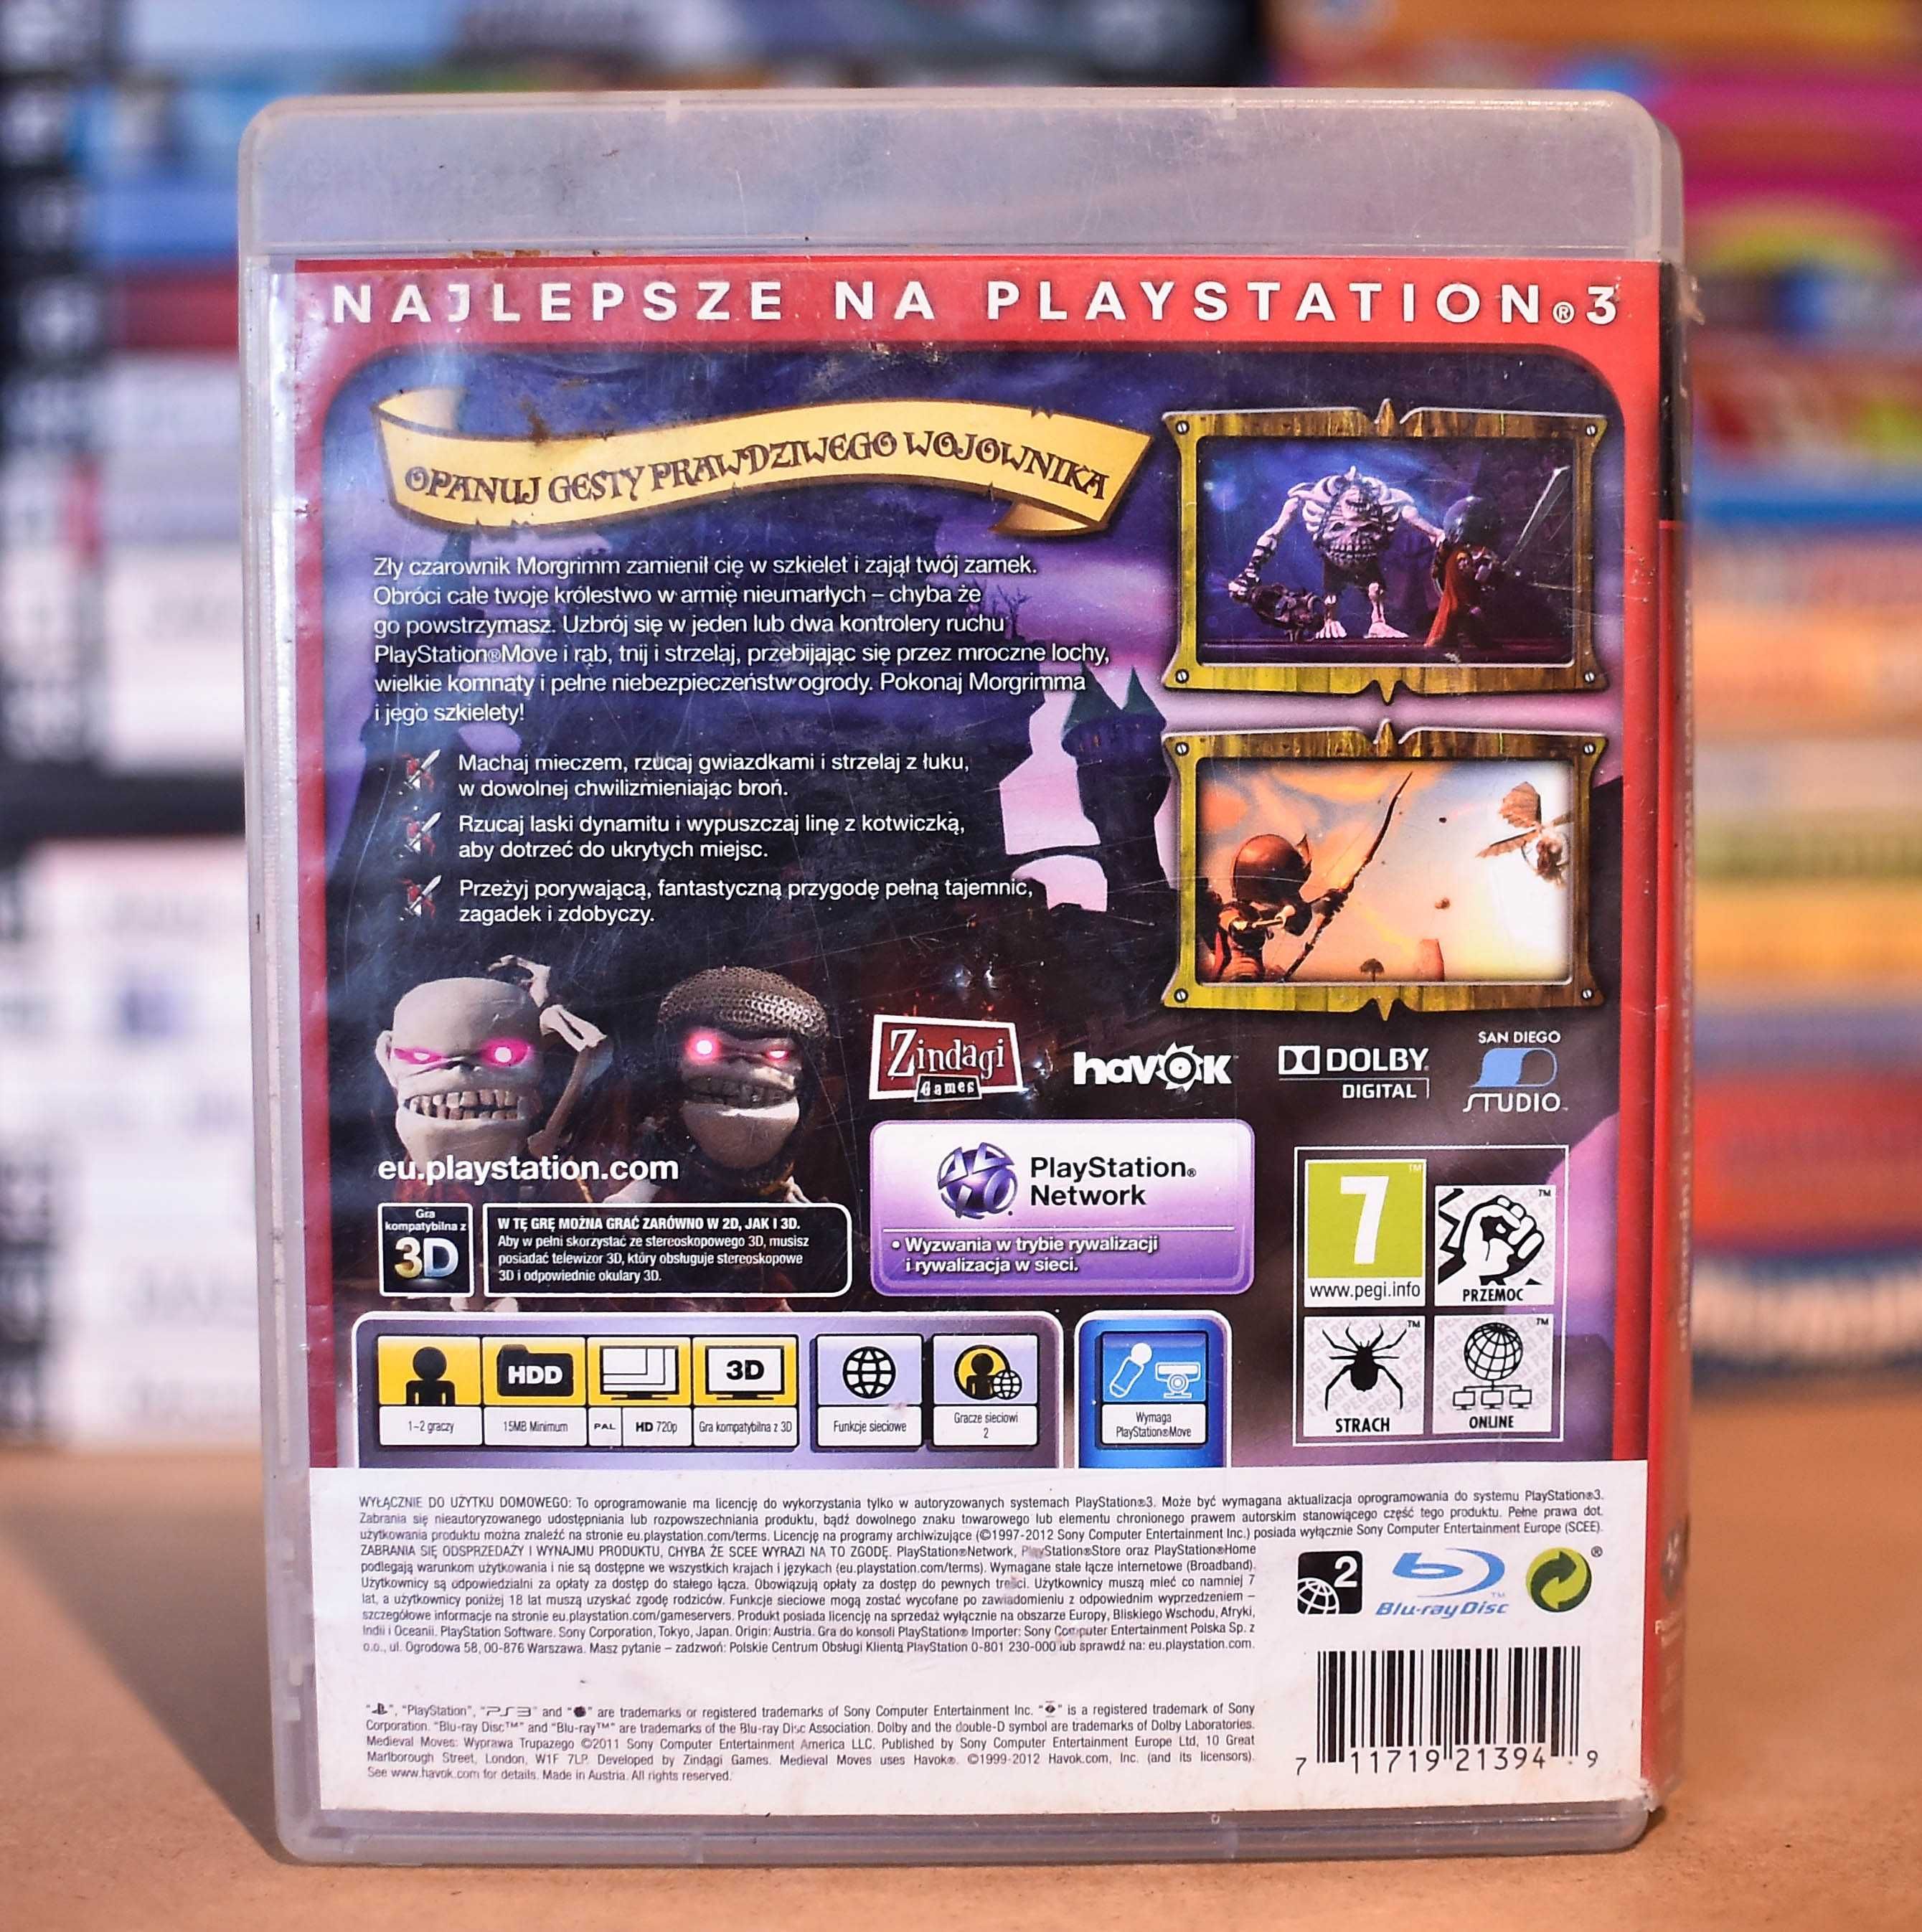 NAJLEPSZE NA PLAYSTATION®3
OPANUJ GESTY PRAWDZIWEGO WOJOWNIKA
Zły czarownik Morgrimm zamienił cię w szkielet i zajął twój zamek.
Obróci całe twoje królestwo w armię nieumarłych – chyba że
go powstrzymasz. Uzbrój się w jeden lub dwa kontrolery ruchu
PlayStation®Move i rąb, tnij i strzelaj, przebijając się przez mroczne lochy,
wielkie komnaty i pełne niebezpieczeństw ogrody. Pokonaj Morgrimma
i jego szkielety!
Machaj mieczem, rzucaj gwiazdkami i strzelaj z łuku,
w dowolnej chwilizmieniając broń.
Rzucaj laski dynamitu i wypuszczaj linę z kotwiczką,
aby dotrzeć do ukrytych miejsc.
Przeżyj porywającą, fantastyczną przygodę pełną tajemnic,
zagadek i zdobyczy.
Zindagi
Games
havok
DOLBY
DIGITAL
SAN DIEGO
STUDIO™
eu.playstation.com
PlayStation®
Network
• Wyzwania w trybie rywalizacji
i rywalizacja w sieci.
Gra
kompatybilna z
3D
W TĘ GRĘ MOŻNA GRAĆ ZARÓWNO W 2D, JAK I 3D.
Aby w pełni skorzystać ze stereoskopowego 3D, musisz
posiadać telewizor 3D, który obsługuje stereoskopowe
3D i odpowiednie okulary 3D.
7™
www.pegi.info
PRZEMOC
STRACH
ONLINE
HDD
3D
1-2 graczy
15MB Minimum
PAL
HD 720p
Gra kompatybilna z 3D
Funkcje sieciowe
Gracze sieciowi
2
Wymaga
PlayStation®Move
WYŁĄCZNIE DO UŻYTKU DOMOWEGO: To oprogramowanie ma licencję do wykorzystania tylko w autoryzowanych systemach PlayStation®3. Może być wymagana aktualizacja oprogramowania do systemu PlayStation®3.
Zabrania się nieautoryzowanego udostępniania lub rozpowszechniania produktu, bądź dowolnego znaku towarowego lub elementu chronionego prawem autorskim stanowiącego część tego produktu. Pełne prawa dot.
użytkowania produktu można znaleźć na stronie eu.playstation.com/terms. Licencję na programy archiwizujące (©1997-2012 Sony Computer Entertainment Inc.) posiada wyłącznie Sony Computer Entertainment Europe (SCEE).
ZABRANIA SIĘ ODSPRZEDAŻY I WYNAJMU PRODUKTU, CHYBA ŻE SCEE WYRAZI NA TO ZGODĘ. PlayStation®Network, PlayStation®Store oraz PlayStation®Home
podlegają warunkom użytkowania i nie są dostępne we wszystkich krajach i językach (eu.playstation.com/terms). Wymagane stałe łącze internetowe (Broadband).
Użytkownicy są odpowiedzialni za opłaty za dostęp do stałego łącza. Obowiązują opłaty za dostęp do pewnych treści. Użytkownicy muszą mieć co namniej 7
lat, a użytkownicy poniżej 18 lat muszą uzyskać zgodę rodziców. Funkcje sieciowe mogą zostać wycofane po zawiadomieniu z odpowiednim wyprzedzeniem –
szczegółowe informacje na stronie eu.playstation.com/gameservers. Produkt posiada licencję na sprzedaż wyłącznie na obszarze Europy, Bliskiego Wschodu, Afryki,
Indii i Oceanii. PlayStation Software. Sony Corporation, Tokyo, Japan. Origin: Austria. Gra do konsoli PlayStation® Importer: Sony Computer Entertainment Polska Sp. z
o.o., ul. Ogrodowa 58, 00-876 Warszawa. Masz pytanie – zadzwoń: Polskie Centrum Obsługi Klienta PlayStation 0-801 230-000 lub sprawdź na: eu.playstation.com.
2
Blu-ray Disc™
®
"", "PlayStation", "PS3" and "" are trademarks or registered trademarks of Sony Computer Entertainment Inc. "" is a registered trademark of Sony
Corporation. "Blu-ray Disc™" and "Blu-ray™" are trademarks of the Blu-ray Disc Association. Dolby and the double-D symbol are trademarks of Dolby Laboratories.
Medieval Moves: Wyprawa Trupazego ©2011 Sony Computer Entertainment America LLC. Published by Sony Computer Entertainment Europe Ltd, 10 Great
Marlborough Street, London, W1F 7LP. Developed by Zindagi Games. Medieval Moves uses Havok®. ©1999-2012 Havok.com, Inc. (and its licensors).
See www.havok.com for details. Made in Austria. All rights reserved.
7 11719 21394 9